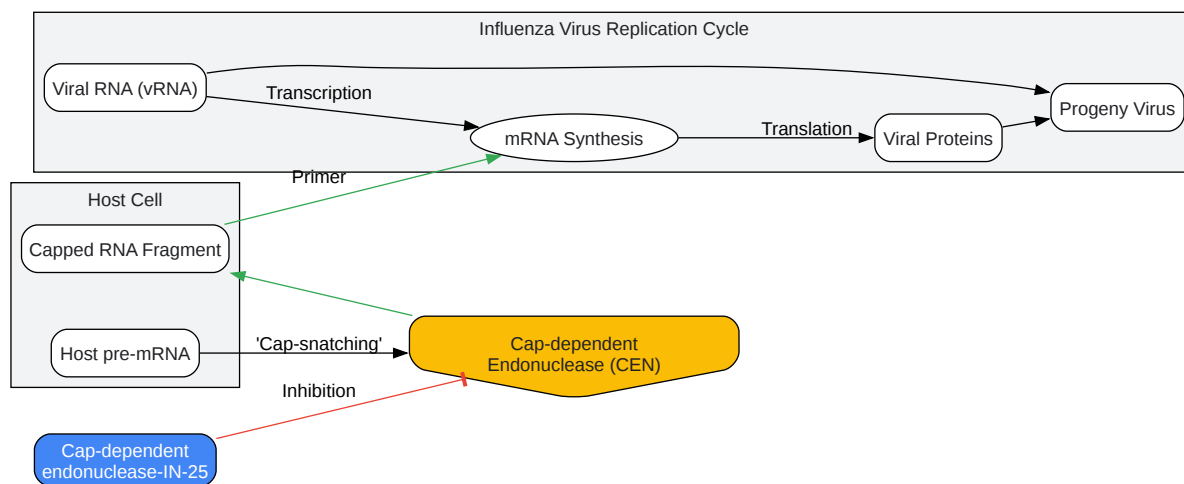 Influenza Virus Replication Cycle
Viral RNA (vRNA)
Transcription
mRNA Synthesis
Translation
Viral Proteins
Progeny Virus
Primer
Host Cell
Capped RNA Fragment
Host pre-mRNA
'Cap-snatching'
Cap-dependent
Endonuclease (CEN)
Inhibition
Cap-dependent
endonuclease-IN-25